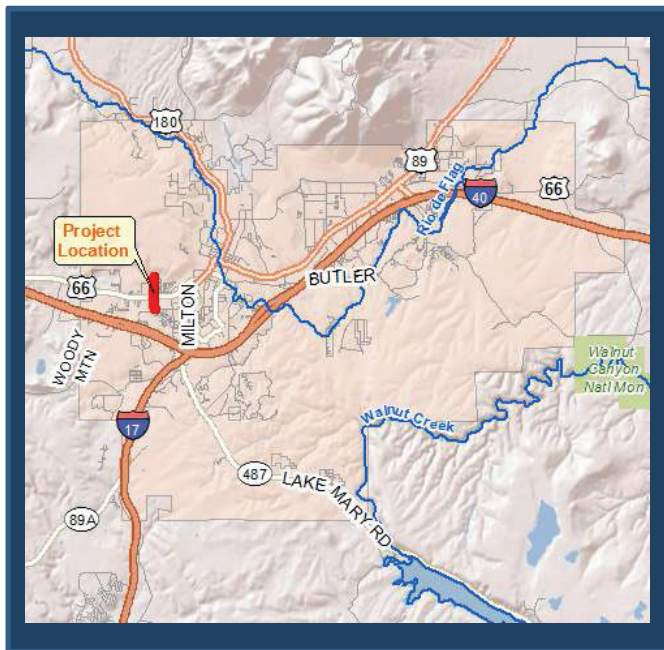 180
89
Rio de Flag
40
66
Project
Location
66
BUTLER
MILTON
WOODY
MTN
Walnut
Canyon
Natl Mon
Walnut Creek
17
487
LAKE MARY RD
89A